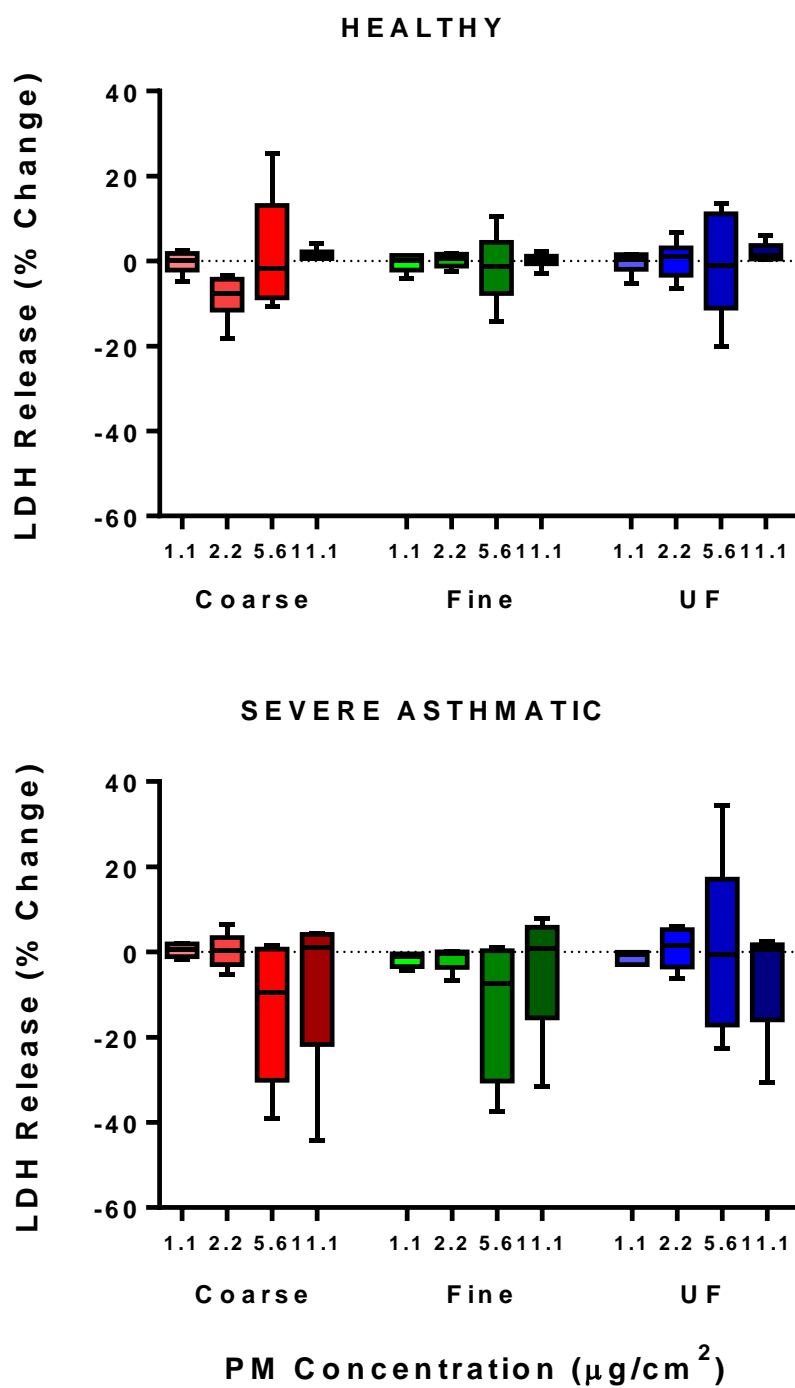 HEALTHY
LDH Release (% Change)
40
20
0
-20
-40
-60
1.1 2.2 5.6 11.1 1.1 2.2 5.6 11.1 1.1 2.2 5.6 11.1
Coarse Fine UF
SEVERE ASTHMATIC
LDH Release (% Change)
40
20
0
-20
-40
-60
1.1 2.2 5.6 11.1 1.1 2.2 5.6 11.1 1.1 2.2 5.6 11.1
Coarse Fine UF
PM Concentration (μg/cm²)